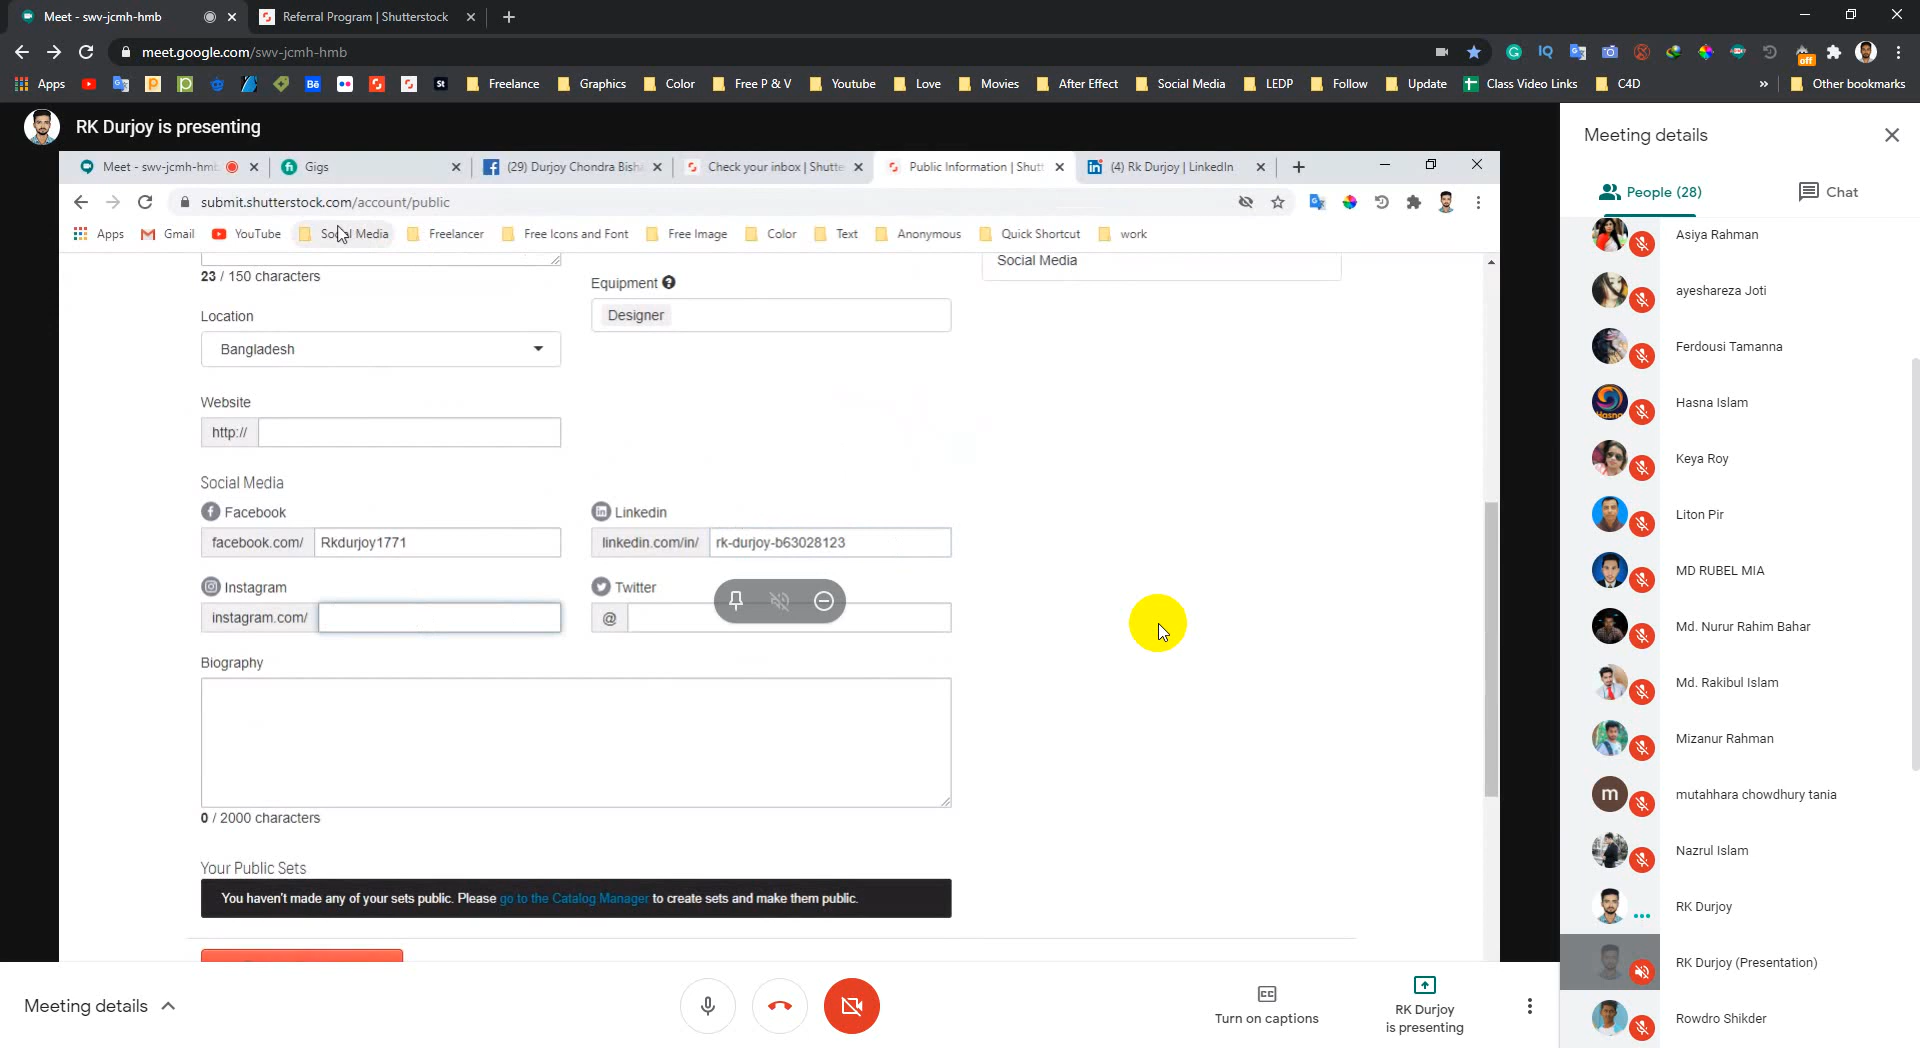 Meet - swv-jcmh-hmb
Referral Program | Shutterstock
meet.google.com/swv-jcmh-hmb
off
Apps
Bē
St
Freelance
Graphics
Color
Free P & V
Youtube
Love
Movies
After Effect
Social Media
LEDP
Follow
Update
Class Video Links
C4D
»
Other bookmarks
RK Durjoy is presenting
Meet - swv-jcmh-hmb
Gigs
(29) Durjoy Chondra Bish
Check your inbox | Shutte
Public Information | Shutt
(4) Rk Durjoy | LinkedIn
submit.shutterstock.com/account/public
Apps
Gmail
YouTube
Social Media
Freelancer
Free Icons and Font
Free Image
Color
Text
Anonymous
Quick Shortcut
work
23 / 150 characters
Equipment
Social Media
Designer
Location
Bangladesh
Website
http://
Social Media
Facebook
facebook.com/
Rkdurjoy1771
Linkedin
linkedin.com/in/
rk-durjoy-b63028123
Instagram
instagram.com/
Twitter
@
Biography
0 / 2000 characters
Your Public Sets
You haven't made any of your sets public. Please go to the Catalog Manager to create sets and make them public.
Meeting details
People (28)
Chat
Asiya Rahman
ayeshareza Joti
Ferdousi Tamanna
Hasna Islam
Keya Roy
Liton Pir
MD RUBEL MIA
Md. Nurur Rahim Bahar
Md. Rakibul Islam
Mizanur Rahman
m
mutahhara chowdhury tania
Nazrul Islam
RK Durjoy
RK Durjoy (Presentation)
Rowdro Shikder
Meeting details
Turn on captions
RK Durjoy
is presenting